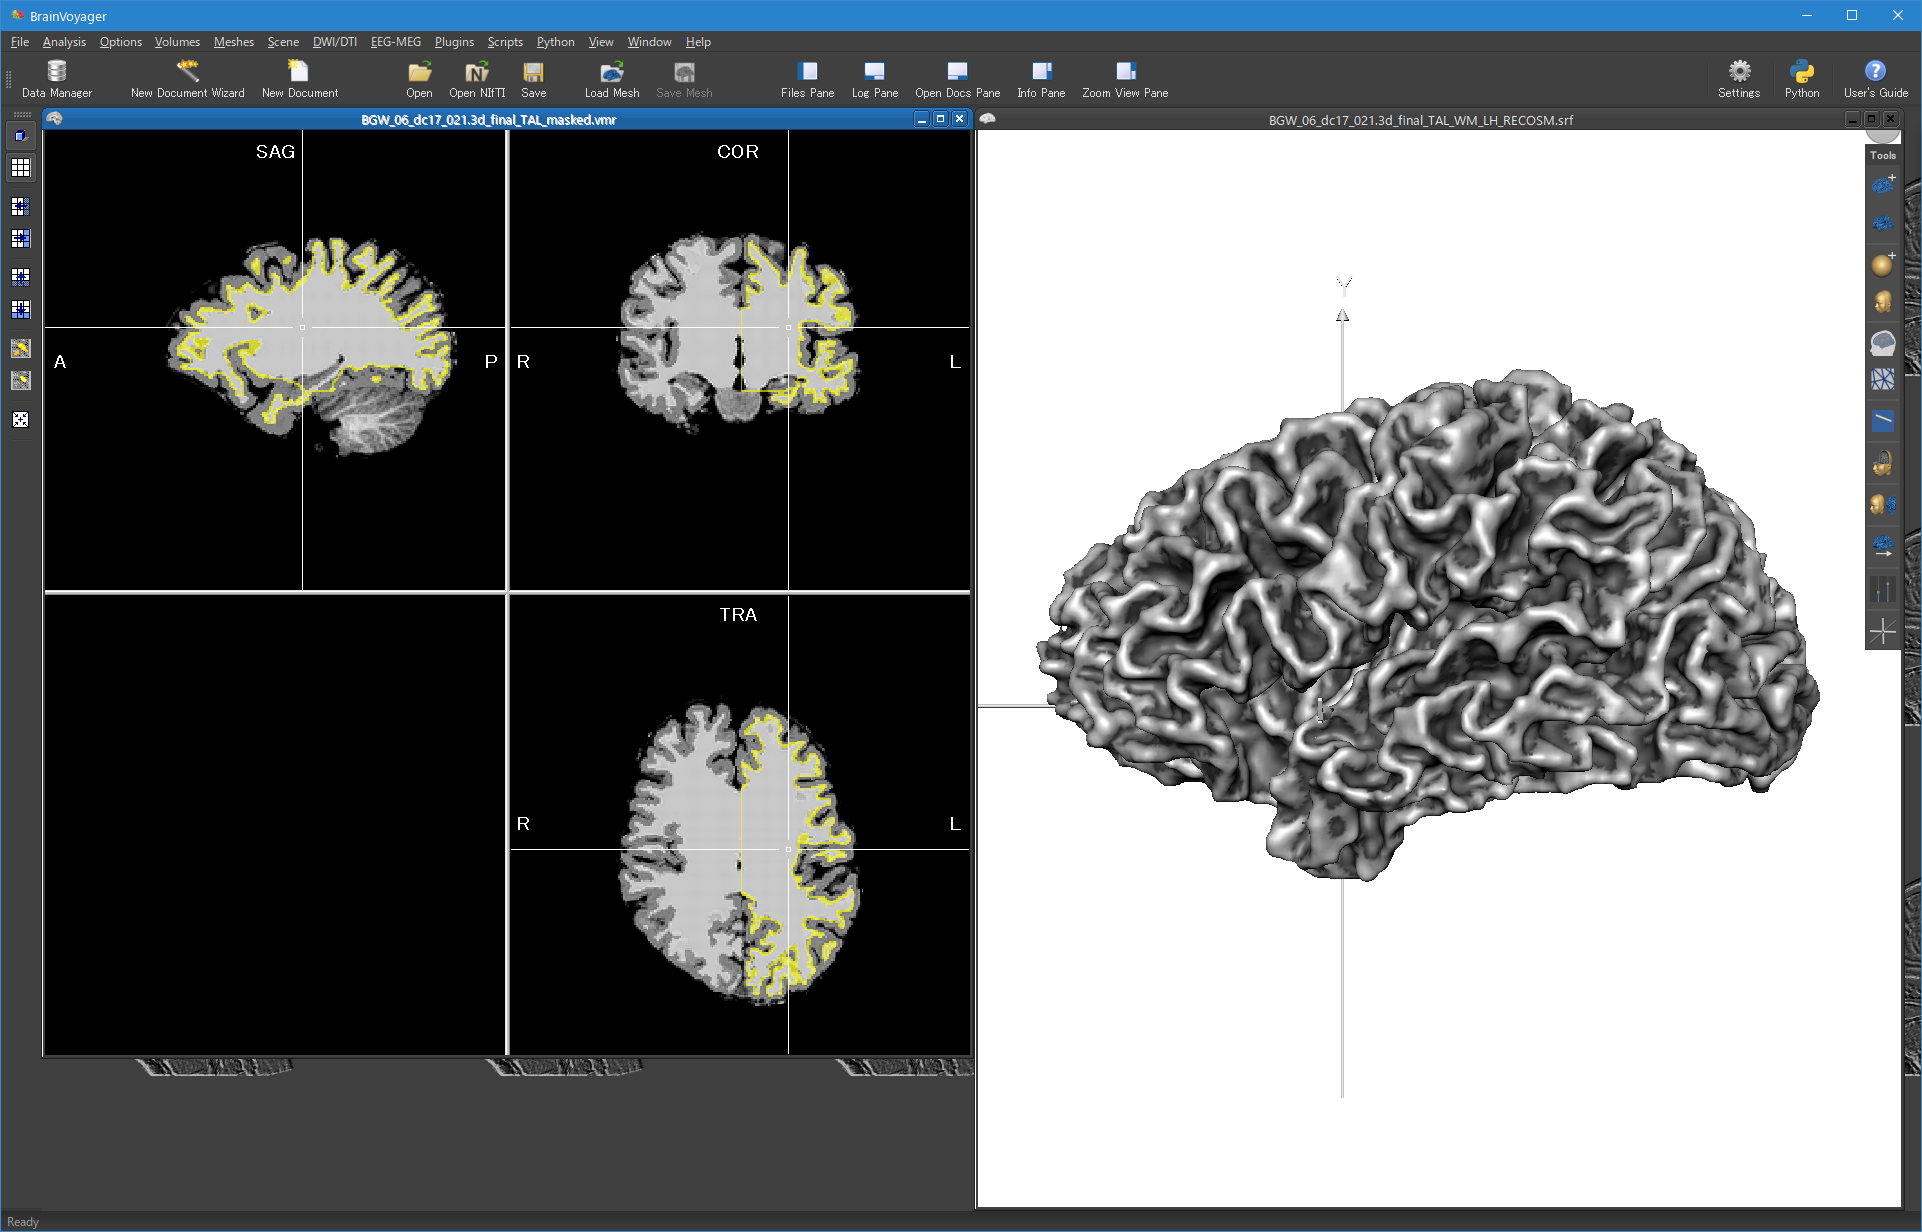 BrainVoyager
File Analysis Options Volumes Meshes Scene DWI/DTI EEG-MEG Plugins Scripts Python View Window Help
Data Manager New Document Wizard New Document Open Open NIfTI Save Load Mesh Save Mesh Files Pane Log Pane Open Docs Pane Info Pane Zoom View Pane Settings Python User's Guide
BGW_06_dc17_021.3d_final_TAL_masked.vmr
SAG
COR
A
P
R
L
TRA
R
L
BGW_06_dc17_021.3d_final_TAL_WM_LH_RECOSM.srf
Tools
Y
Ready